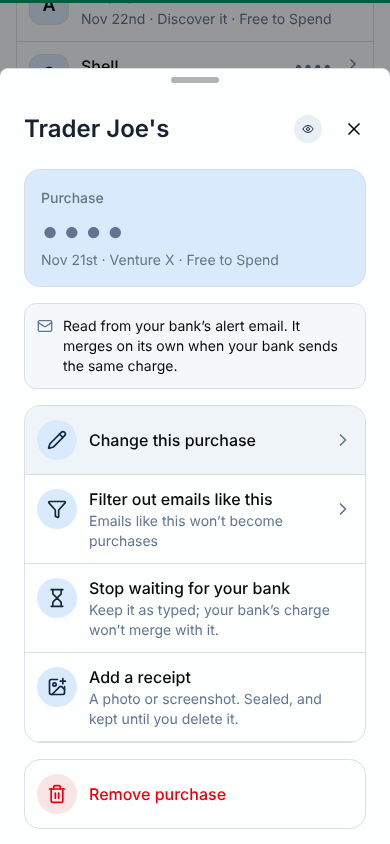 A
Nov 22nd · Discover it · Free to Spend
Shell
Trader Joe's
Purchase
Nov 21st · Venture X · Free to Spend
Read from your bank’s alert email. It
merges on its own when your bank sends
the same charge.
Change this purchase
Filter out emails like this
Emails like this won’t become
purchases
Stop waiting for your bank
Keep it as typed; your bank’s charge
won’t merge with it.
Add a receipt
A photo or screenshot. Sealed, and
kept until you delete it.
Remove purchase